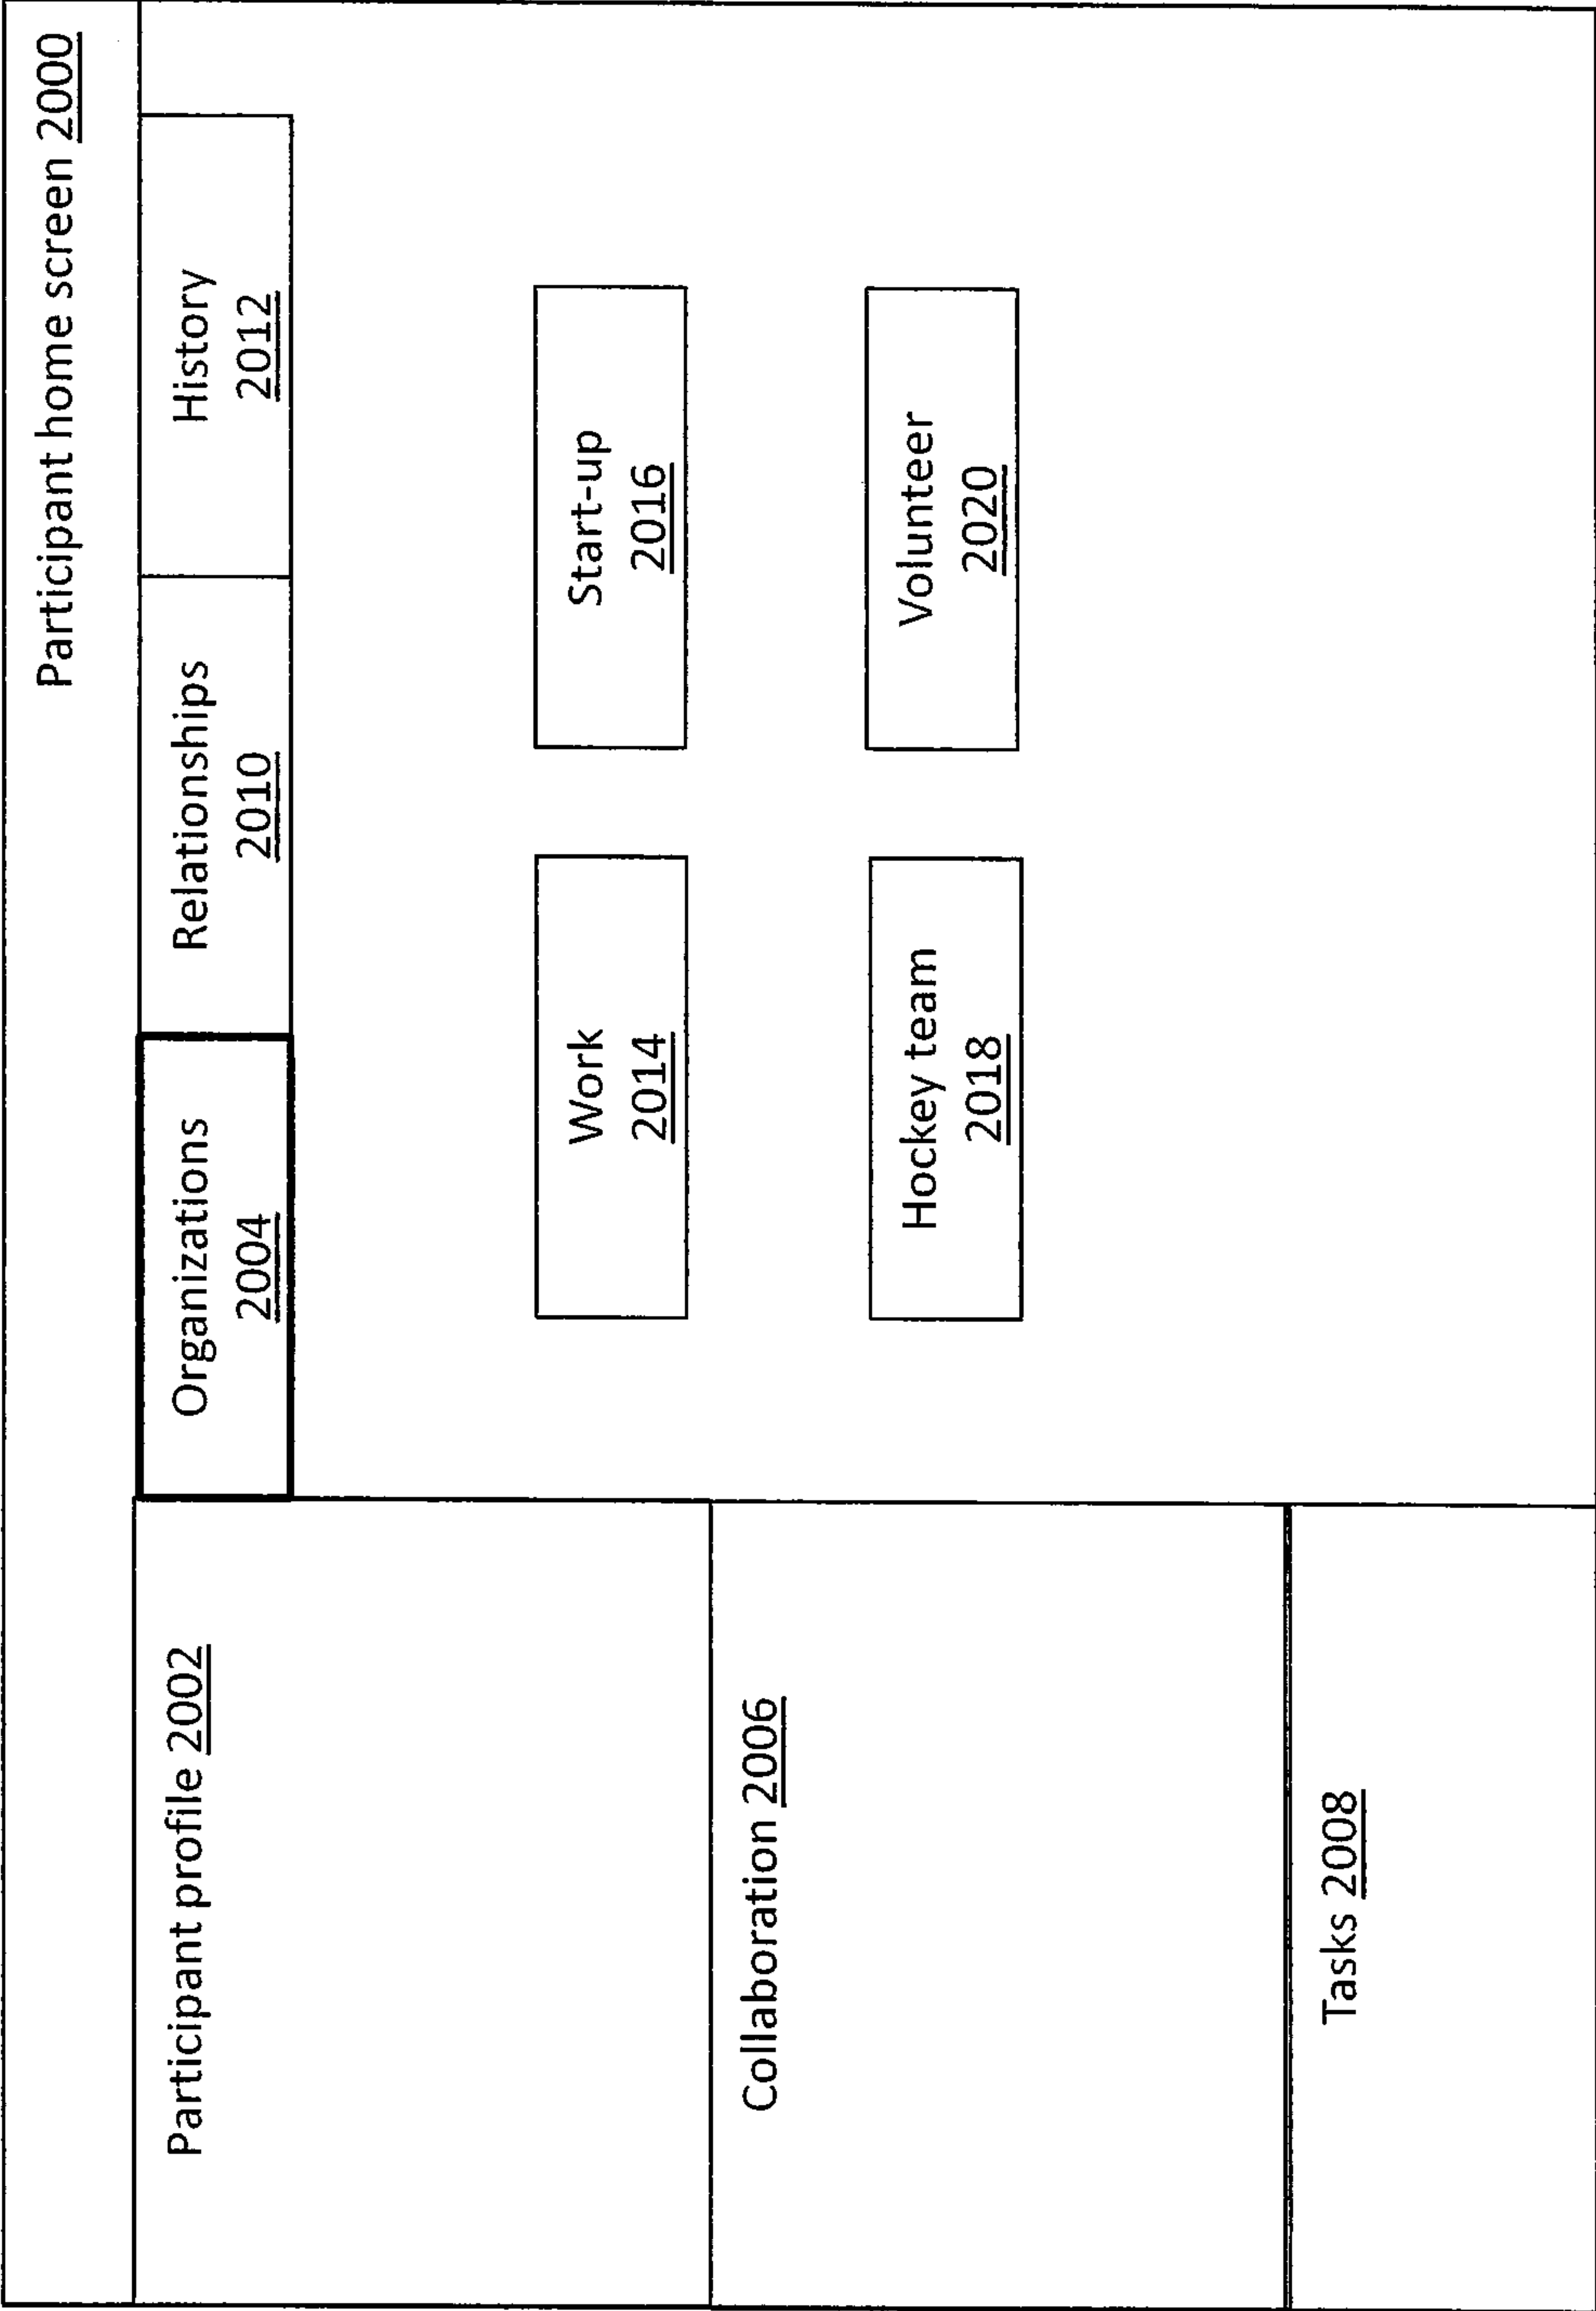 Participant home screen 2000
Participant profile 2002
Organizations
2004
Relationships
2010
History
2012
Work
2014
Start-up
2016
Collaboration 2006
Hockey team
2018
Volunteer
2020
Tasks 2008